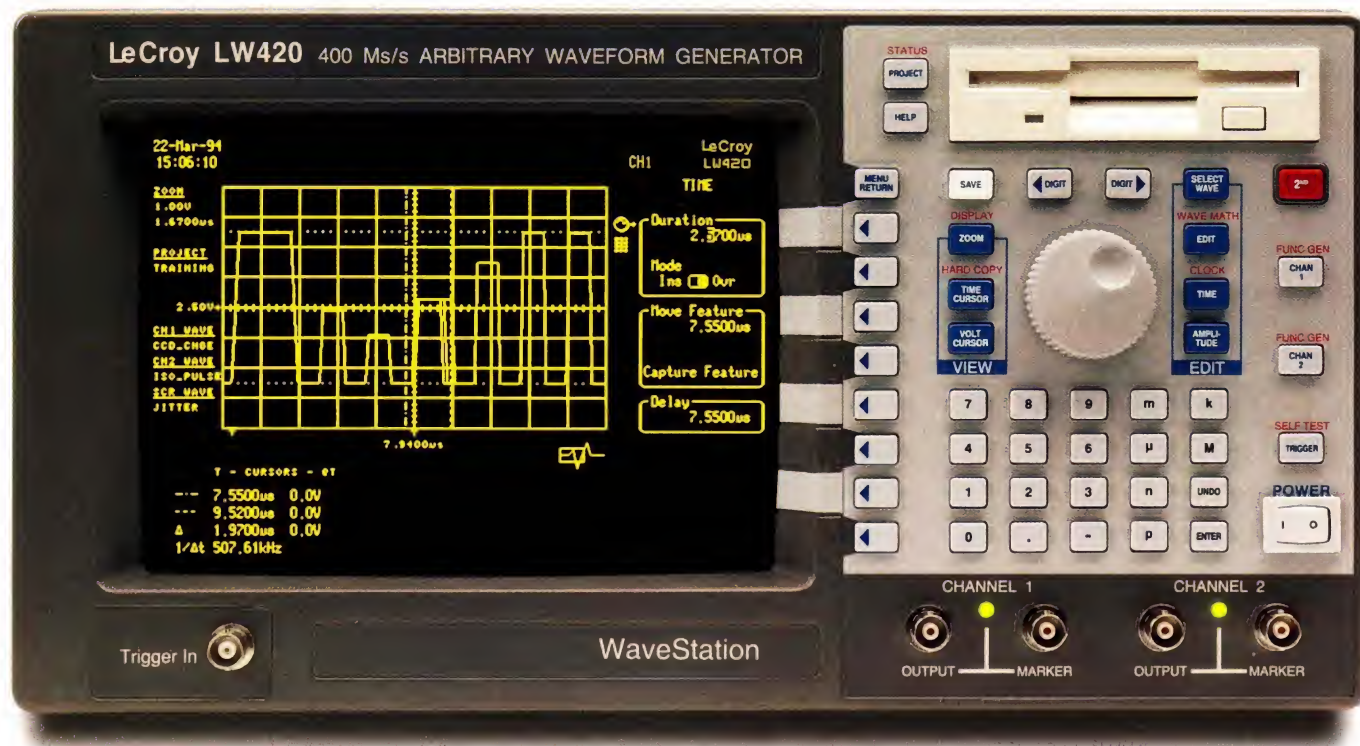 LeCroy LW420 400 Ms/s ARBITRARY WAVEFORM GENERATOR
22-Mar-94
15:06:10
CH1
LeCroy
LW420
ZOOM
1.00V
1.6700us
PROJECT
TRAINING
2.60V
CH1 WAVE
CCD_CHGE
CH2 WAVE
ISO_PULSE
SCR WAVE
JITTER
7.9400us
TIME
Duration
2.3700us
Mode
Ins Ovr
Move Feature
7.5500us
Capture Feature
Delay
7.5500us
T - CURSORS - ΦT
--- 7.5500us 0.0V
--- 9.5200us 0.0V
Δ 1.9700us 0.0V
1/Δt 507.61kHz
STATUS
PROJECT
HELP
MENU RETURN
SAVE
DIGIT
DIGIT
SELECT WAVE
2ND
DISPLAY
ZOOM
HARD COPY
TIME CURSOR
VOLT CURSOR
VIEW
WAVE MATH
EDIT
CLOCK
TIME
AMPLI-TUDE
EDIT
FUNC GEN
CHAN 1
FUNC GEN
CHAN 2
7 8 9 m k
4 5 6 µ M
1 2 3 n UNDO
0 . - p ENTER
SELF TEST
TRIGGER
POWER
I O
CHANNEL 1
CHANNEL 2
OUTPUT MARKER
OUTPUT MARKER
Trigger In
WaveStation